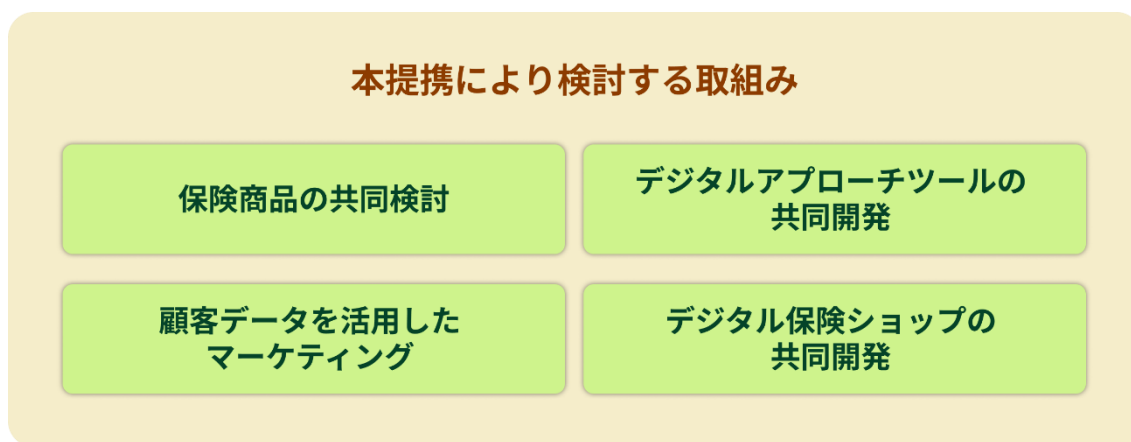 本提携により検討する取組み
保険商品の共同検討
デジタルアプローチツールの
共同開発
顧客データを活用した
マーケティング
デジタル保険ショップの
共同開発